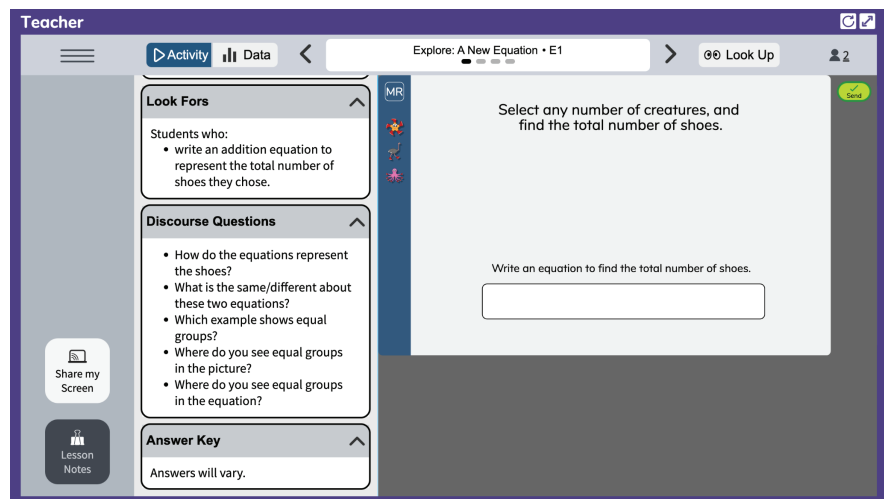 Teacher
Activity
Data
Explore: A New Equation • E1
Look Up
2
Look Fors
Students who:
• write an addition equation to
represent the total number of
shoes they chose.
Discourse Questions
• How do the equations represent
the shoes?
• What is the same/different about
these two equations?
• Which example shows equal
groups?
• Where do you see equal groups
in the picture?
• Where do you see equal groups
in the equation?
Answer Key
Answers will vary.
Share my
Screen
Lesson
Notes
MR
Select any number of creatures, and
find the total number of shoes.
Write an equation to find the total number of shoes.
Send